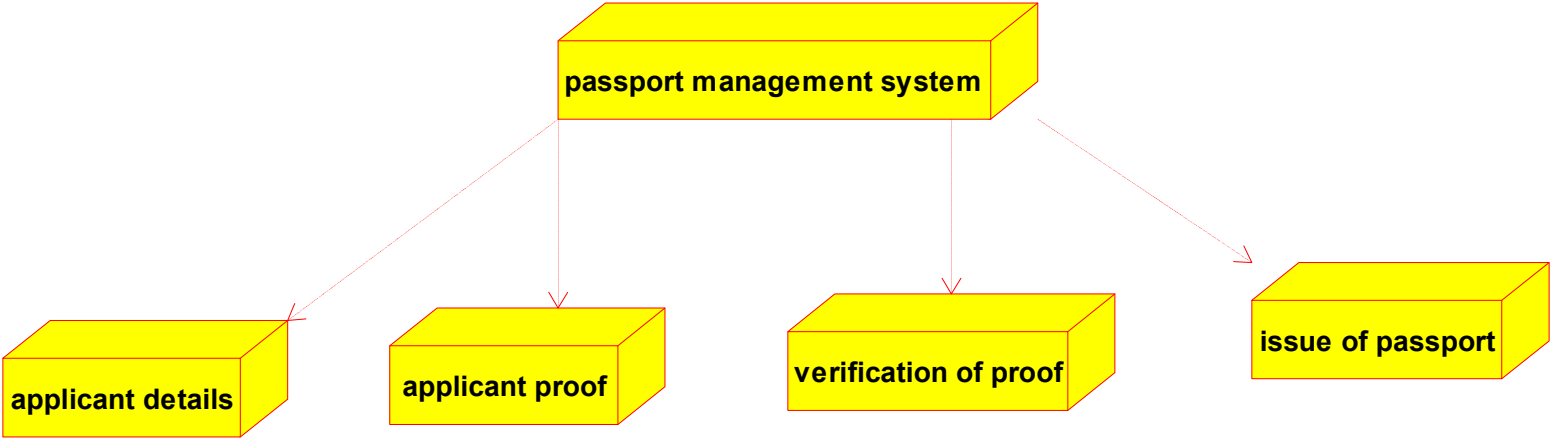 passport management system
applicant details
applicant proof
verification of proof
issue of passport